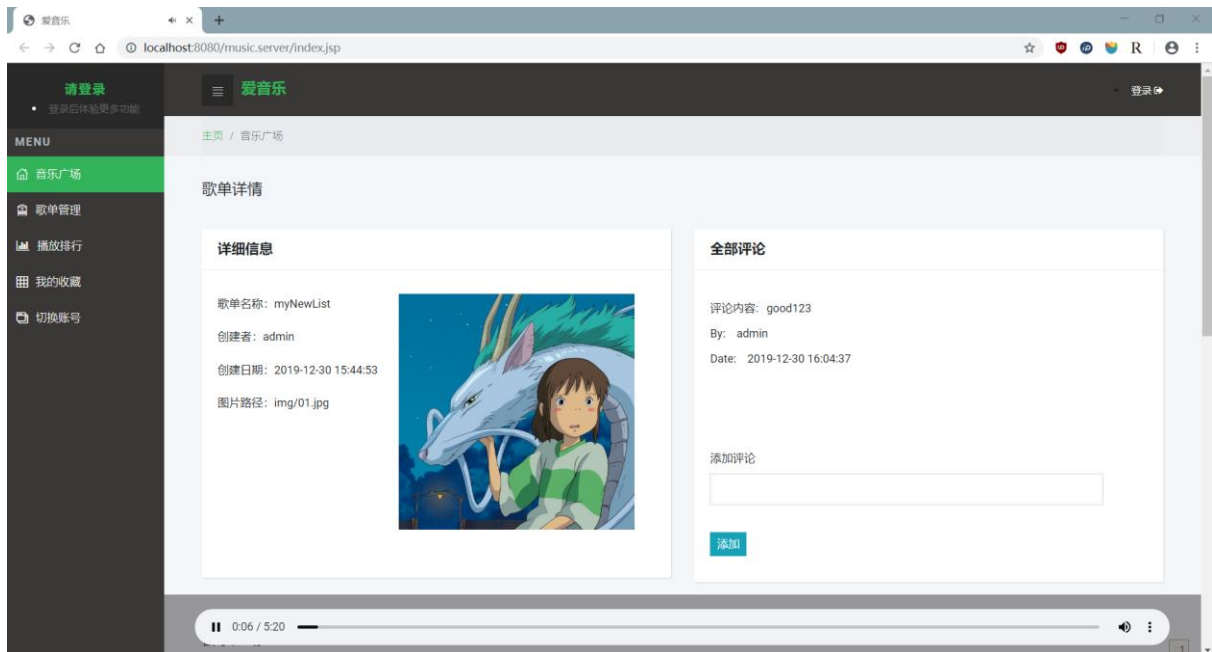 爱音乐
localhost:8080/music.server/index.jsp
R
请登录
登录后体验更多功能
爱音乐
登录
MENU
主页 / 音乐广场
音乐广场
歌单管理
播放排行
我的收藏
切换账号
歌单详情
详细信息
歌单名称：myNewList
创建者：admin
创建日期：2019-12-30 15:44:53
图片路径：img/01.jpg
全部评论
评论内容：good123
By: admin
Date: 2019-12-30 16:04:37
添加评论
添加
0:06 / 5:20